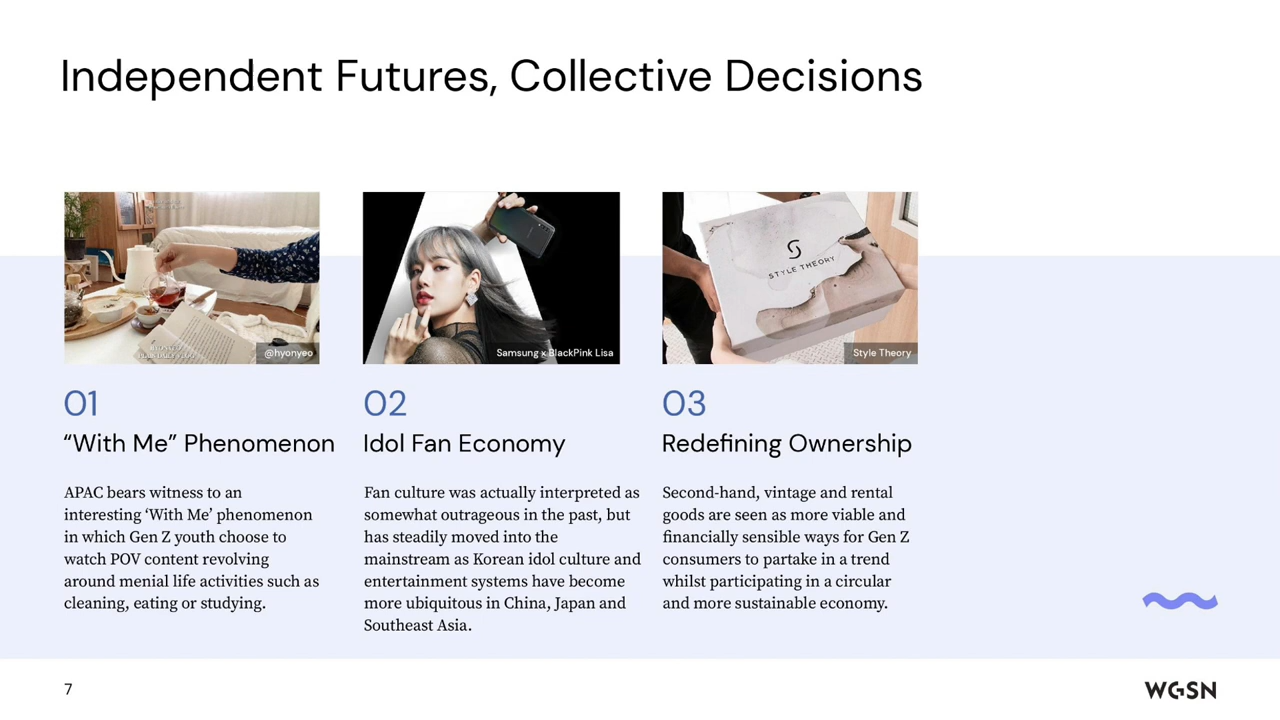 Independent Futures, Collective Decisions
@hyonyeo
Samsung x BlackPink Lisa
STYLE THEORY
Style Theory
01
“With Me” Phenomenon
APAC bears witness to an
interesting ‘With Me’ phenomenon
in which Gen Z youth choose to
watch POV content revolving
around menial life activities such as
cleaning, eating or studying.
02
Idol Fan Economy
Fan culture was actually interpreted as
somewhat outrageous in the past, but
has steadily moved into the
mainstream as Korean idol culture and
entertainment systems have become
more ubiquitous in China, Japan and
Southeast Asia.
03
Redefining Ownership
Second-hand, vintage and rental
goods are seen as more viable and
financially sensible ways for Gen Z
consumers to partake in a trend
whilst participating in a circular
and more sustainable economy.
7
WGSN